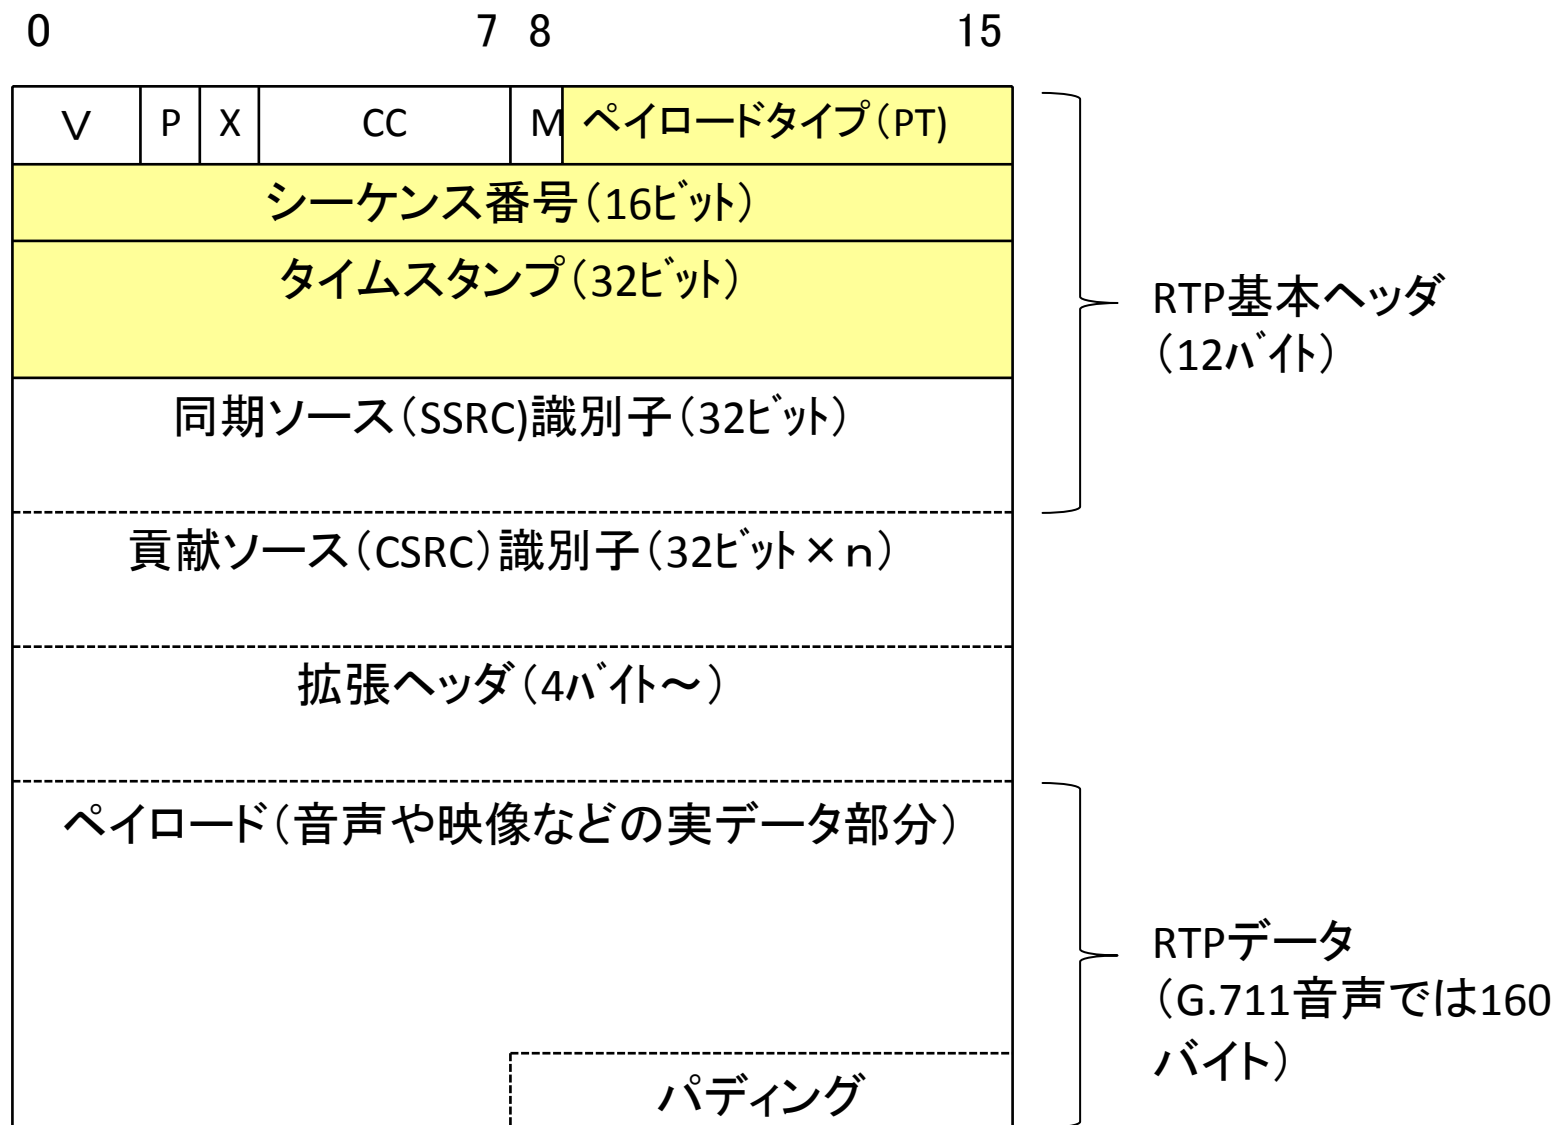 0 7 8 15
V P X CC M ペイロードタイプ（PT)
シーケンス番号（16ﾋﾞｯﾄ）
タイムスタンプ（32ﾋﾞｯﾄ）
同期ソース（SSRC)識別子（32ﾋﾞｯﾄ）
貢献ソース（CSRC）識別子（32ﾋﾞｯﾄ×ｎ）
拡張ヘッダ（4ﾊﾞｲﾄ～）
ペイロード（音声や映像などの実データ部分）
パディング
RTP基本ヘッダ
（12ﾊﾞｲﾄ）
RTPデータ
（G.711音声では160
バイト）